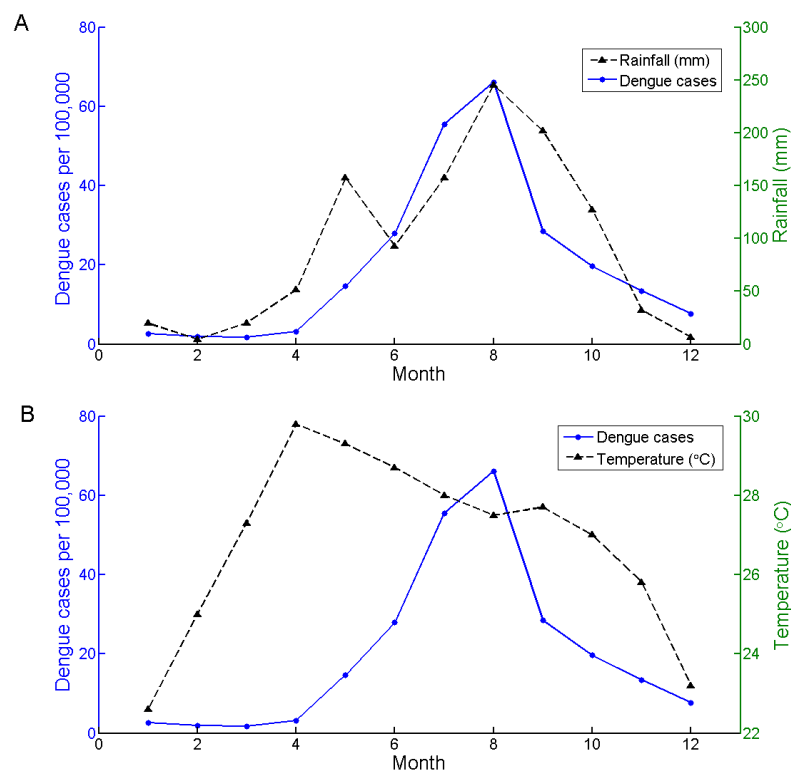 A
80
60
40
20
0
Dengue cases per 100,000
300
250
200
150
100
50
0
Rainfall (mm)
Rainfall (mm)
Dengue cases
0 2 4 6 8 10 12
Month
B
80
60
40
20
0
Dengue cases per 100,000
30
28
26
24
22
Temperature (°C)
Dengue cases
Temperature (°C)
0 2 4 6 8 10 12
Month